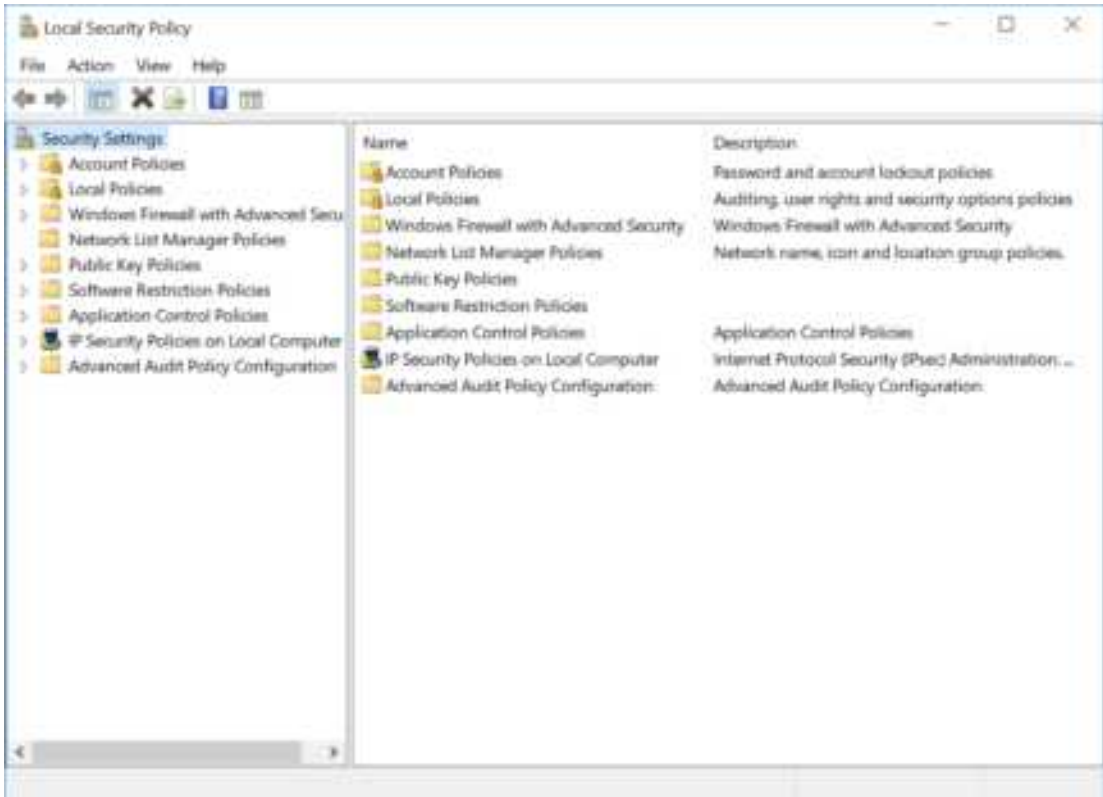 Local Security Policy
File Action View Help
Security Settings
Account Policies
Local Policies
Windows Firewall with Advanced Secu
Network List Manager Policies
Public Key Policies
Software Restriction Policies
Application Control Policies
IP Security Policies on Local Computer
Advanced Audit Policy Configuration
Name Description
Account Policies Password and account lockout policies
Local Policies Auditing, user rights and security options policies
Windows Firewall with Advanced Security Windows Firewall with Advanced Security
Network List Manager Policies Network name, icon and location group policies.
Public Key Policies
Software Restriction Policies
Application Control Policies Application Control Policies
IP Security Policies on Local Computer Internet Protocol Security (IPsec) Administration. ...
Advanced Audit Policy Configuration Advanced Audit Policy Configuration